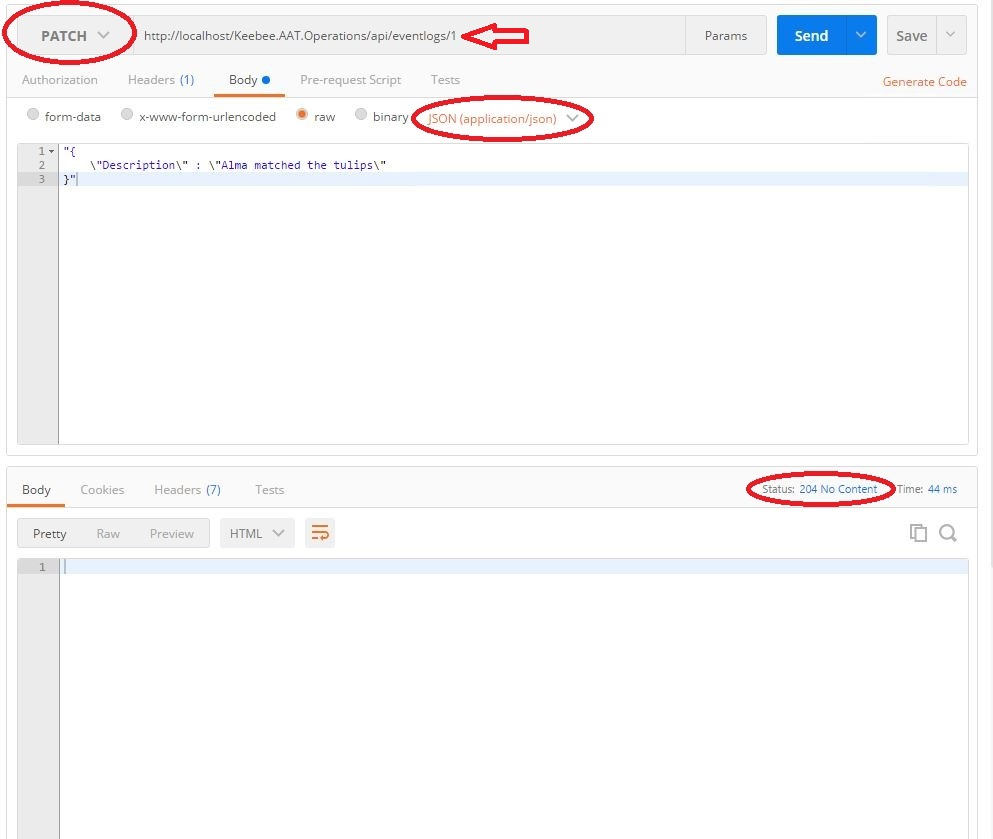 PATCH http://localhost/Keebee.AAT.Operations/api/eventlogs/1 Params Send Save
Authorization Headers (1) Body Pre-request Script Tests Generate Code
form-data x-www-form-urlencoded raw binary JSON (application/json)
1 "{
2 \"Description\" : \"Alma matched the tulips\"
3 }"
Body Cookies Headers (7) Tests Status: 204 No Content Time: 44 ms
Pretty Raw Preview HTML
1